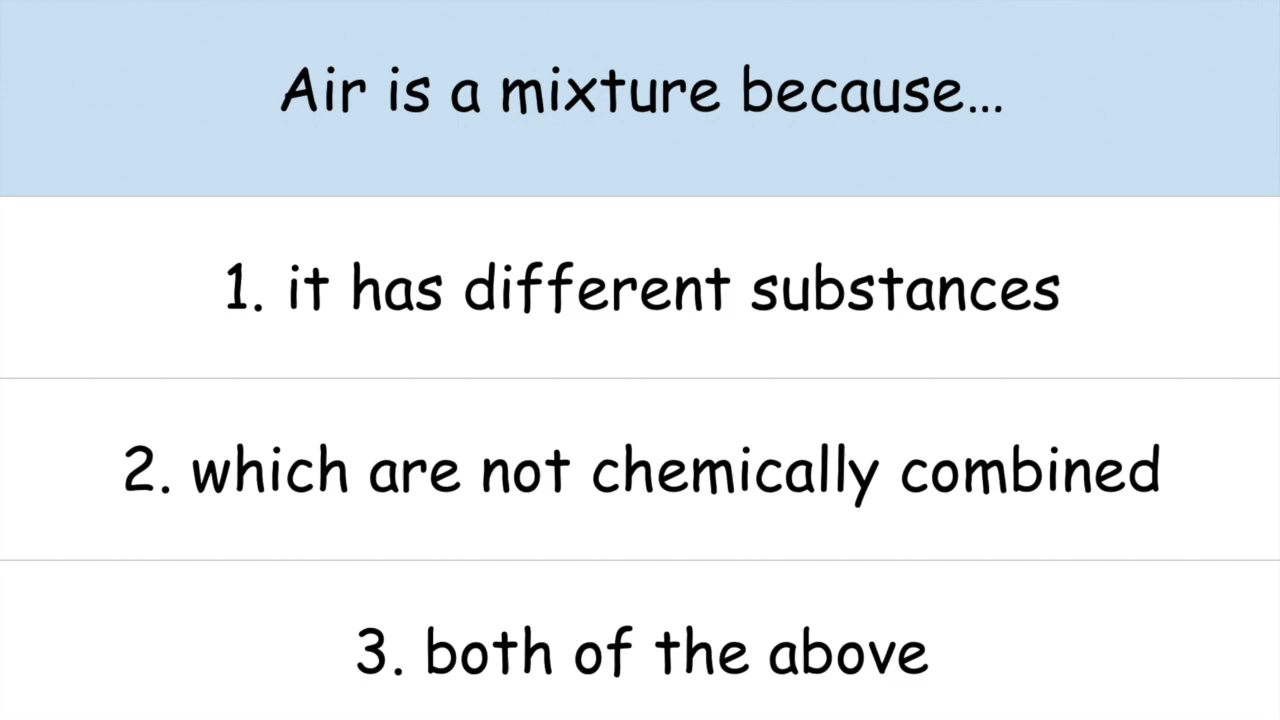 Air is a mixture because...
1. it has different substances
2. which are not chemically combined
3. both of the above